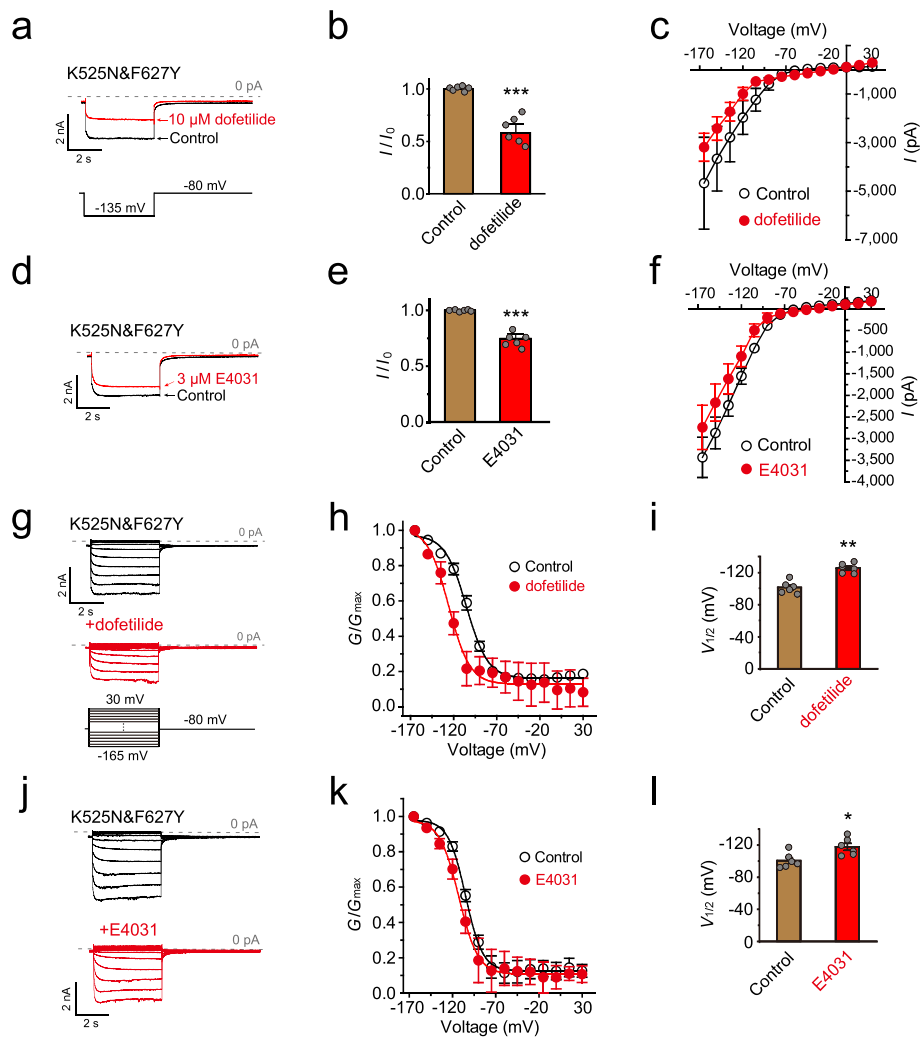 a
K525N&F627Y
0 pA
10 µM dofetilide
Control
2 nA
2 s
-80 mV
-135 mV
b
***
1.0
0.5
0.0
I / I0
Control
dofetilide
c
Voltage (mV)
-170 -120 -70 -20 30
-1,000
-3,000
-5,000
-7,000
I (pA)
Control
dofetilide
d
K525N&F627Y
0 pA
3 µM E4031
Control
2 nA
2 s
e
***
1.0
0.5
0.0
I / I0
Control
E4031
f
Voltage (mV)
-170 -120 -70 -20 30
-500
-1,000
-1,500
-2,000
-2,500
-3,000
-3,500
-4,000
I (pA)
Control
E4031
g
K525N&F627Y
0 pA
2 nA
2 s
+dofetilide
0 pA
30 mV
-80 mV
-165 mV
h
1.0
0.8
0.6
0.4
0.2
0.0
G/Gmax
Control
dofetilide
-170 -120 -70 -20 30
Voltage (mV)
i
**
-120
-80
-40
0
V1/2 (mV)
Control
dofetilide
j
K525N&F627Y
0 pA
+E4031
0 pA
2 nA
2 s
k
1.0
0.8
0.6
0.4
0.2
0.0
G/Gmax
Control
E4031
-170 -120 -70 -20 30
Voltage (mV)
l
*
-120
-80
-40
0
V1/2 (mV)
Control
E4031